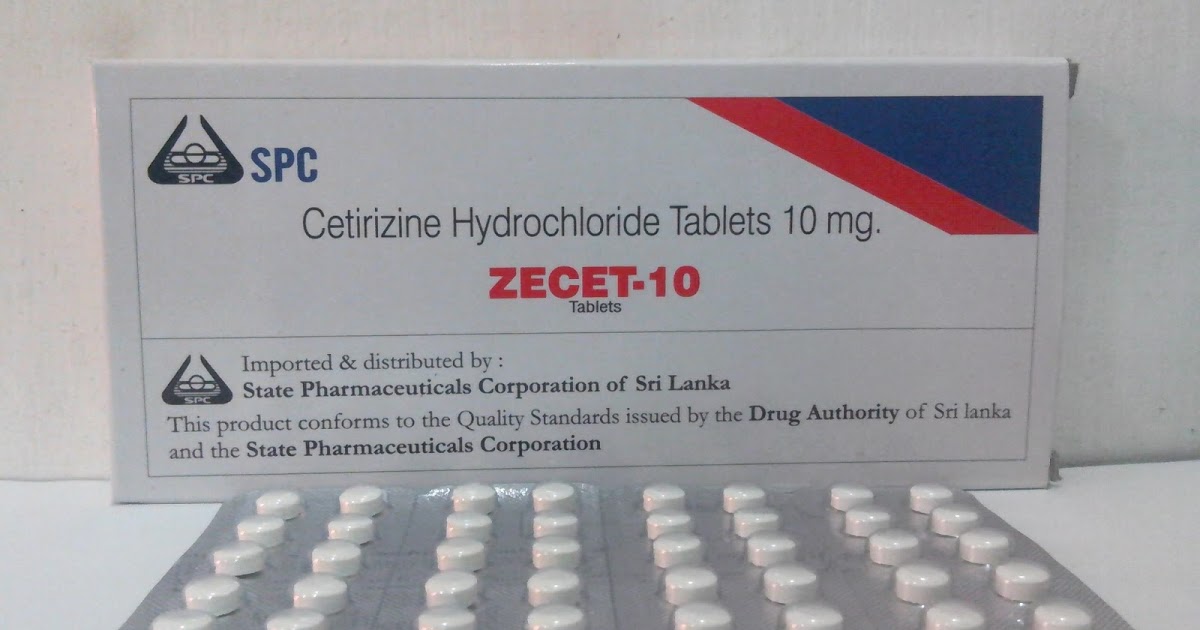 SPC
SPC
Cetirizine Hydrochloride Tablets 10 mg.
ZECET-10
Tablets
SPC
Imported & distributed by :
State Pharmaceuticals Corporation of Sri Lanka
This product conforms to the Quality Standards issued by the Drug Authority of Sri lanka
and the State Pharmaceuticals Corporation